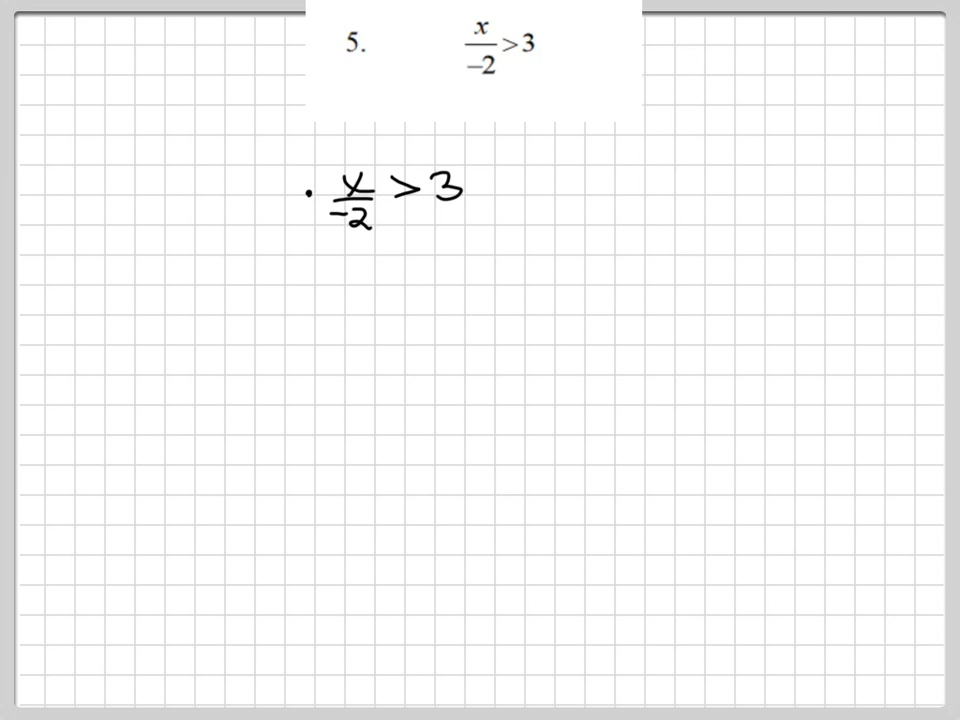 5. x/–2 > 3
· x/-2 > 3